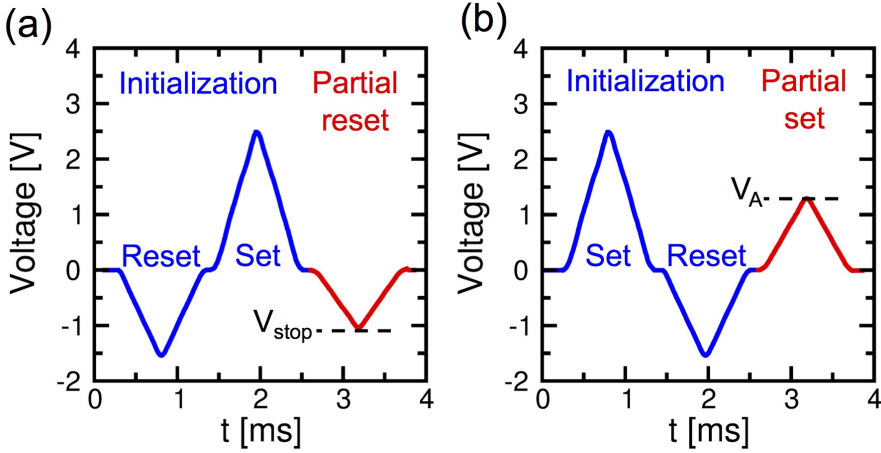 (a)
4
3
2
1
0
-1
-2
Voltage [V]
Initialization
Partial
reset
Reset
Set
Vstop
0
1
2
3
4
t [ms]
(b)
4
3
2
1
0
-1
-2
Voltage [V]
Initialization
Partial
set
VA
Set
Reset
0
1
2
3
4
t [ms]